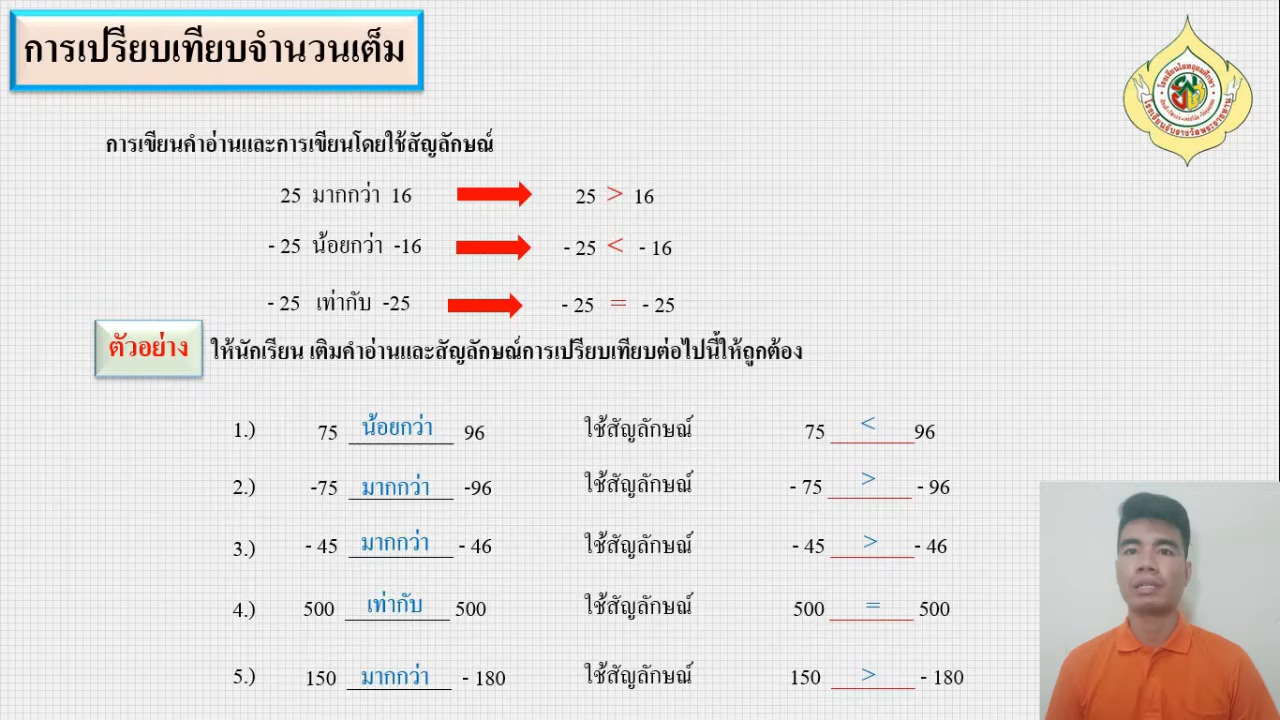 การเปรียบเทียบจำนวนเต็ม
การเขียนคำอ่านและการเขียนโดยใช้สัญลักษณ์
25 มากกว่า 16 25 > 16
- 25 น้อยกว่า -16 - 25 < - 16
- 25 เท่ากับ -25 - 25 = - 25
ตัวอย่าง ให้นักเรียน เติมคำอ่านและสัญลักษณ์การเปรียบเทียบต่อไปนี้ให้ถูกต้อง
1.) 75 น้อยกว่า 96 ใช้สัญลักษณ์ 75 < 96
2.) -75 มากกว่า -96 ใช้สัญลักษณ์ - 75 > - 96
3.) - 45 มากกว่า - 46 ใช้สัญลักษณ์ - 45 > - 46
4.) 500 เท่ากับ 500 ใช้สัญลักษณ์ 500 = 500
5.) 150 มากกว่า - 180 ใช้สัญลักษณ์ 150 > - 180